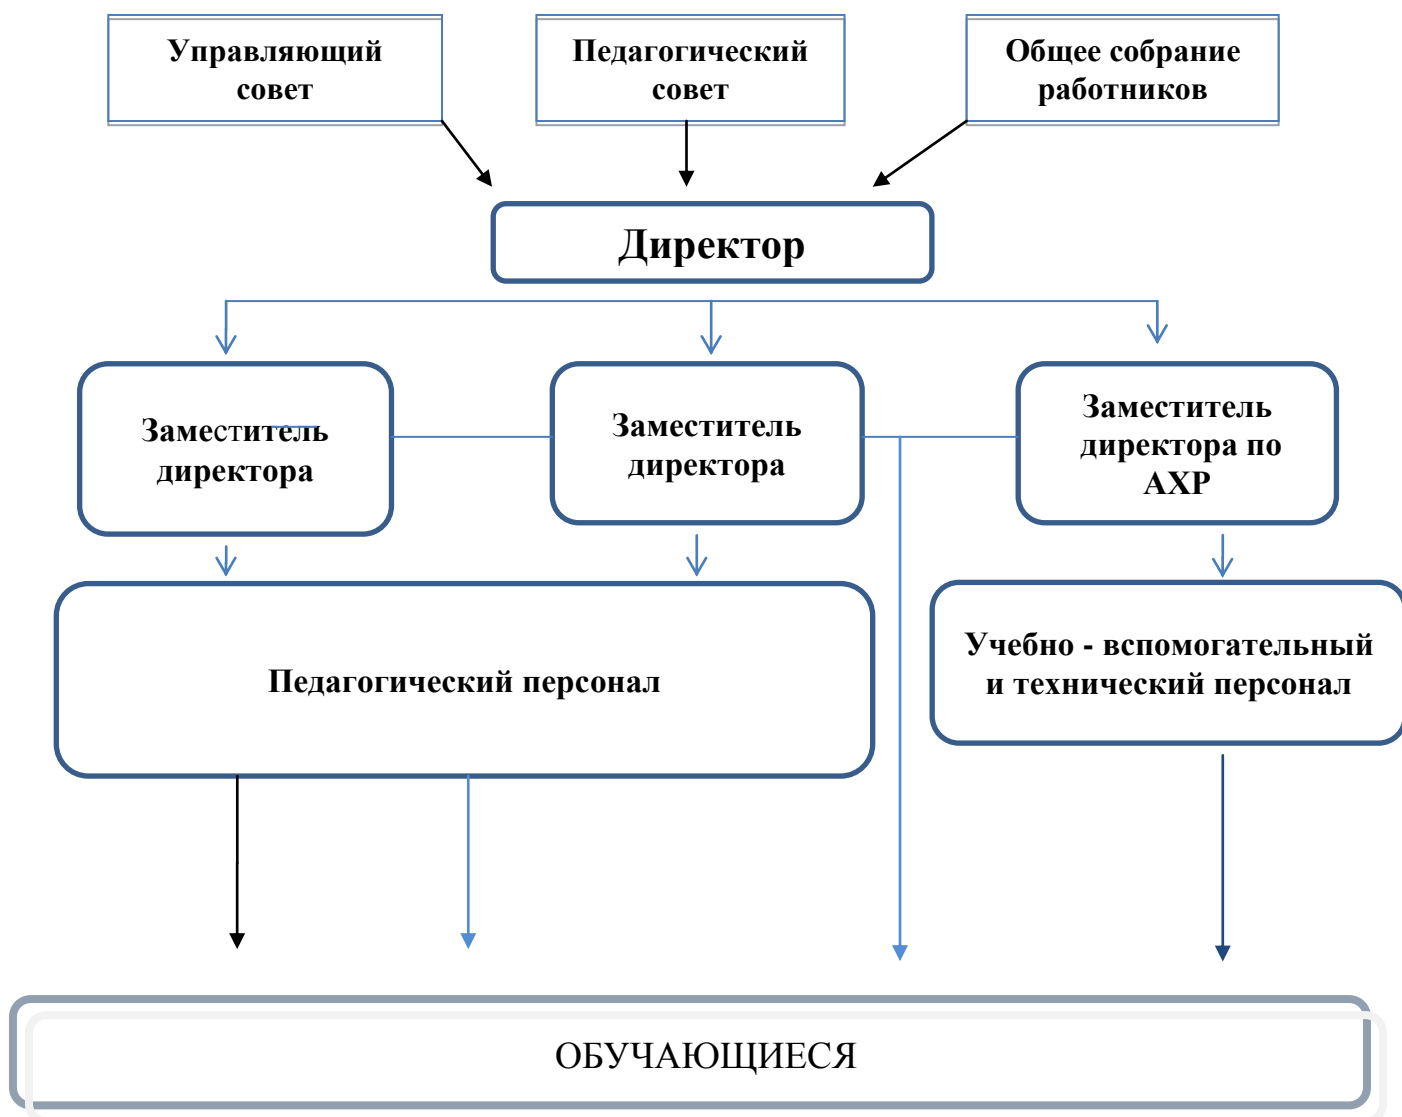 Управляющий
совет
Педагогический
совет
Общее собрание
работников
Директор
Заместитель
директора
Заместитель
директора
Заместитель
директора по
АХР
Педагогический персонал
Учебно - вспомогательный
и технический персонал
ОБУЧАЮЩИЕСЯ